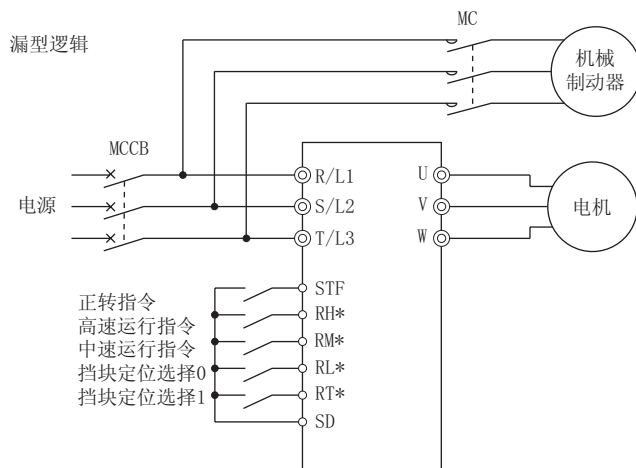 MC
漏型逻辑
机械
制动器
MCCB
R/L1
U
电源
S/L2
V
电机
T/L3
W
STF
正转指令
RH*
高速运行指令
RM*
中速运行指令
RL*
挡块定位选择0
RT*
挡块定位选择1
SD